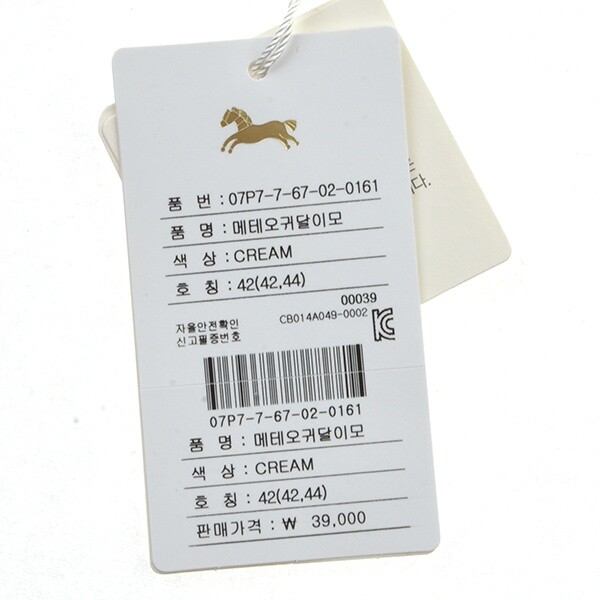 품 번 : 07P7-7-67-02-0161
품 명 : 메테오귀달이모
색 상 : CREAM
호 칭 : 42(42,44)
00039
자율안전확인 CB014A049-0002
신고필증번호
07P7-7-67-02-0161
품 명 : 메테오귀달이모
색 상 : CREAM
호 칭 : 42(42,44)
판매가격 : ₩ 39,000
다.